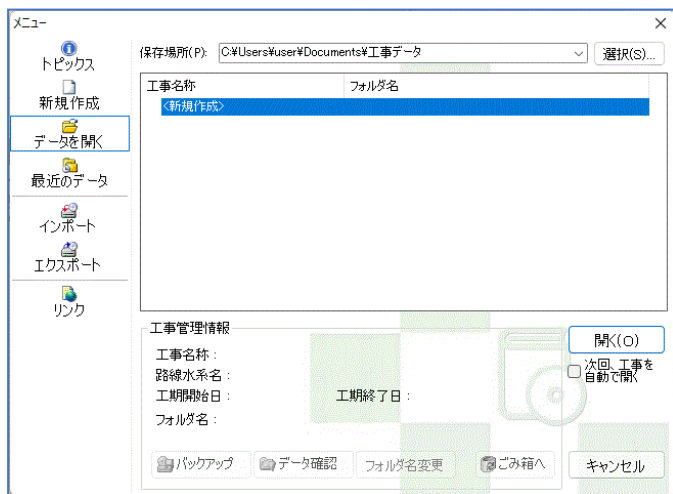 メニュー
トピックス
新規作成
データを開く
最近のデータ
インポート
エクスポート
リンク
保存場所(P): C:¥Users¥user¥Documents¥工事データ 選択(S)...
工事名称 フォルダ名
<新規作成>
工事管理情報
工事名称 :
路線水系名 :
工期開始日 : 工期終了日 :
フォルダ名 :
開く(O)
次回、工事を
自動で開く
バックアップ データ確認 フォルダ名変更 ごみ箱へ キャンセル